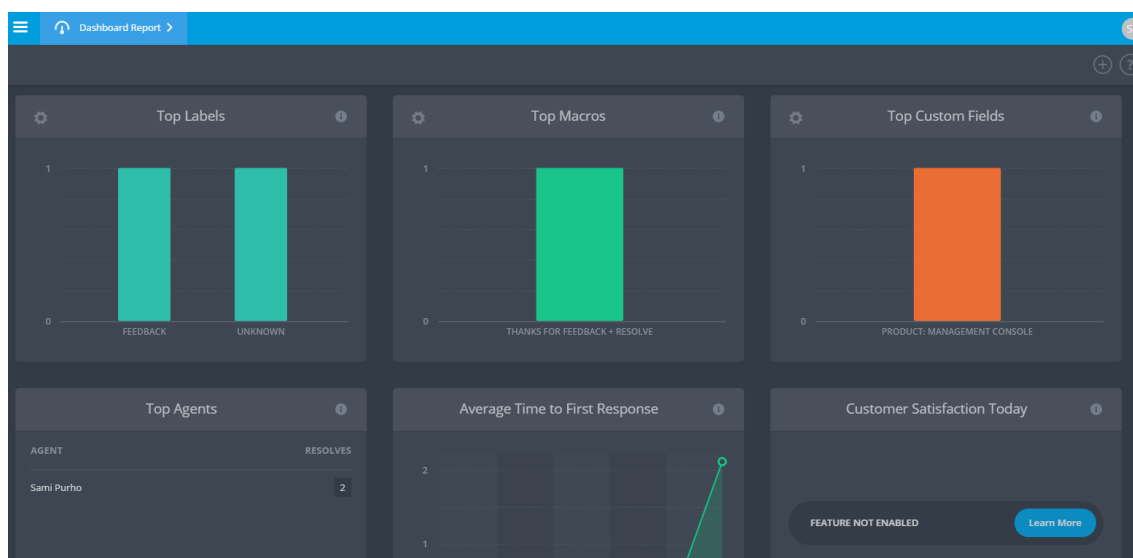 Dashboard Report >
S
+
?
Top Labels
1
0
FEEDBACK UNKNOWN
Top Macros
1
0
THANKS FOR FEEDBACK + RESOLVE
Top Custom Fields
1
0
PRODUCT: MANAGEMENT CONSOLE
Top Agents
AGENT RESOLVES
Sami Purho 2
Average Time to First Response
2
1
Customer Satisfaction Today
FEATURE NOT ENABLED Learn More